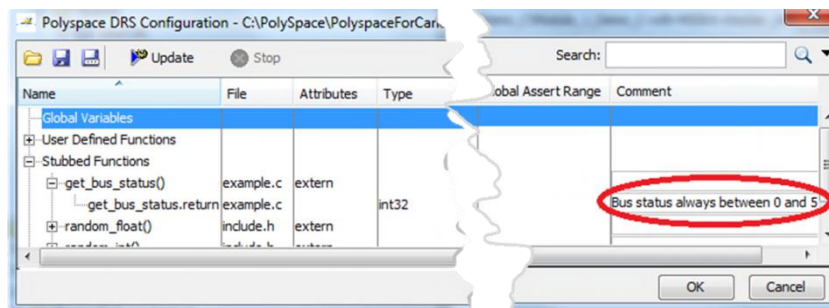 Polyspace DRS Configuration - C:\PolySpace\PolyspaceForCar
Update Stop Search:
Name File Attributes Type lobal Assert Range Comment
Global Variables
User Defined Functions
Stubbed Functions
get_bus_status() example.c extern
get_bus_status.return example.c int32 Bus status always between 0 and 5
random_float() include.h extern
OK Cancel